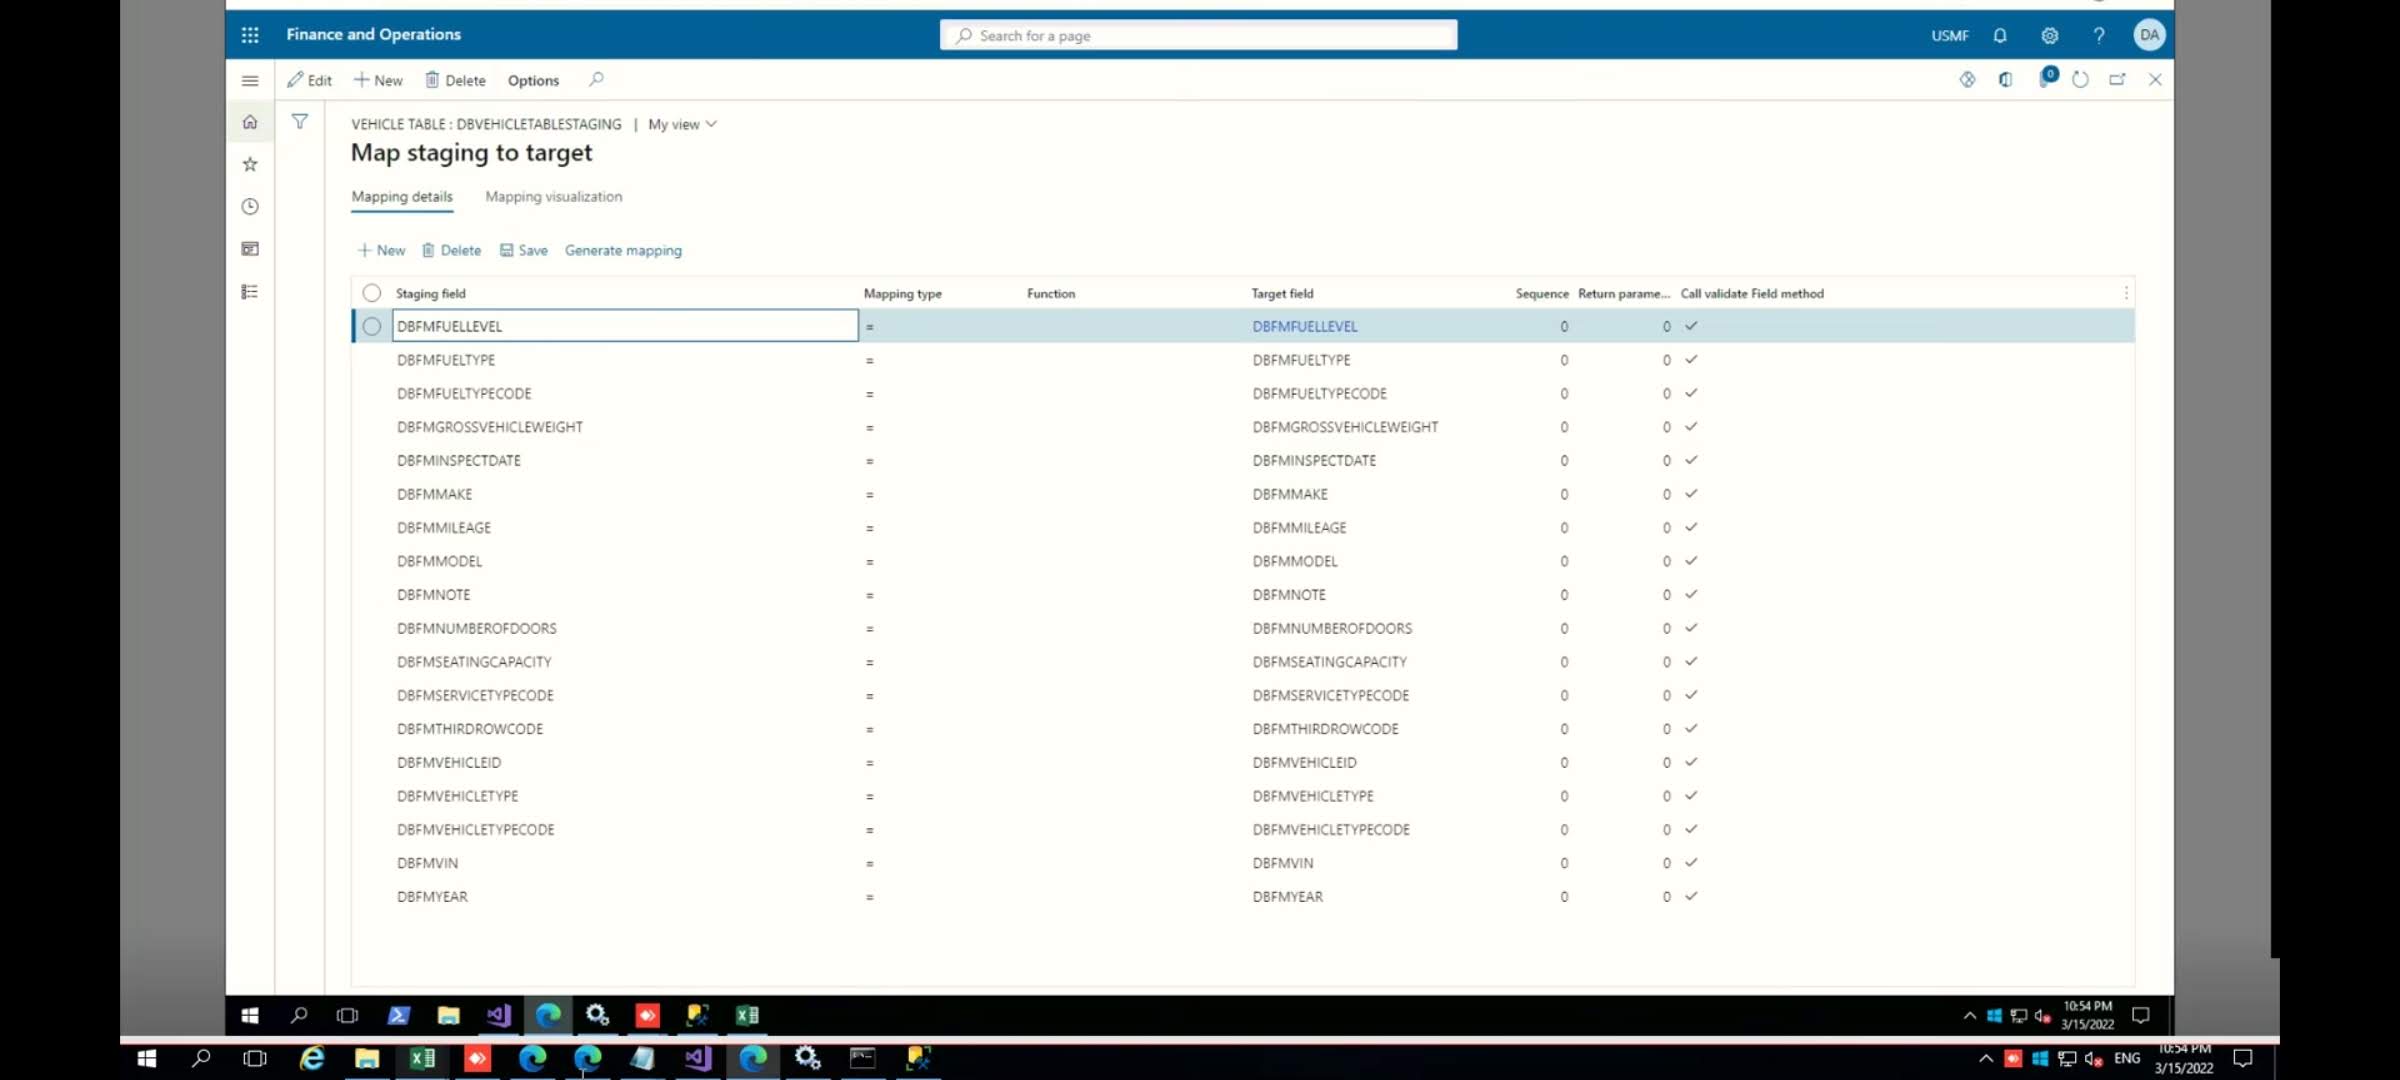 Finance and Operations
Search for a page
USMF
DA
Edit New Delete Options
0
VEHICLE TABLE : DBVEHICLETABLESTAGING | My view
Map staging to target
Mapping details Mapping visualization
New Delete Save Generate mapping
Staging field Mapping type Function Target field Sequence Return parame... Call validate Field method
DBFMFUELLEVEL = DBFMFUELLEVEL 0 0
DBFMFUELTYPE = DBFMFUELTYPE 0 0
DBFMFUELTYPECODE = DBFMFUELTYPECODE 0 0
DBFMGROSSVEHICLEWEIGHT = DBFMGROSSVEHICLEWEIGHT 0 0
DBFMINSPECTDATE = DBFMINSPECTDATE 0 0
DBFMMAKE = DBFMMAKE 0 0
DBFMMILEAGE = DBFMMILEAGE 0 0
DBFMMODEL = DBFMMODEL 0 0
DBFMNOTE = DBFMNOTE 0 0
DBFMNUMBEROFDOORS = DBFMNUMBEROFDOORS 0 0
DBFMSEATINGCAPACITY = DBFMSEATINGCAPACITY 0 0
DBFMSERVICETYPECODE = DBFMSERVICETYPECODE 0 0
DBFMTHIRDROWCODE = DBFMTHIRDROWCODE 0 0
DBFMVEHICLEID = DBFMVEHICLEID 0 0
DBFMVEHICLETYPE = DBFMVEHICLETYPE 0 0
DBFMVEHICLETYPECODE = DBFMVEHICLETYPECODE 0 0
DBFMVIN = DBFMVIN 0 0
DBFMYEAR = DBFMYEAR 0 0
10:54 PM
3/15/2022
ENG
10:54 PM
3/15/2022